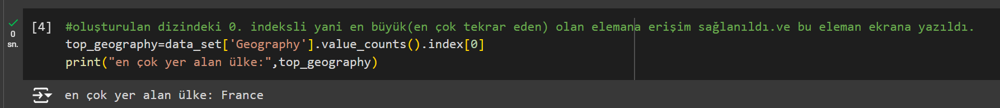 [4] #oluşturulan dizindeki 0. indeksli yani en büyük(en çok tekrar eden) olan elemana erişim sağlanıldı.ve bu eleman ekrana yazıldı.
0
sn.
top_geography=data_set['Geography'].value_counts().index[0]
print("en çok yer alan ülke:",top_geography)
en çok yer alan ülke: France